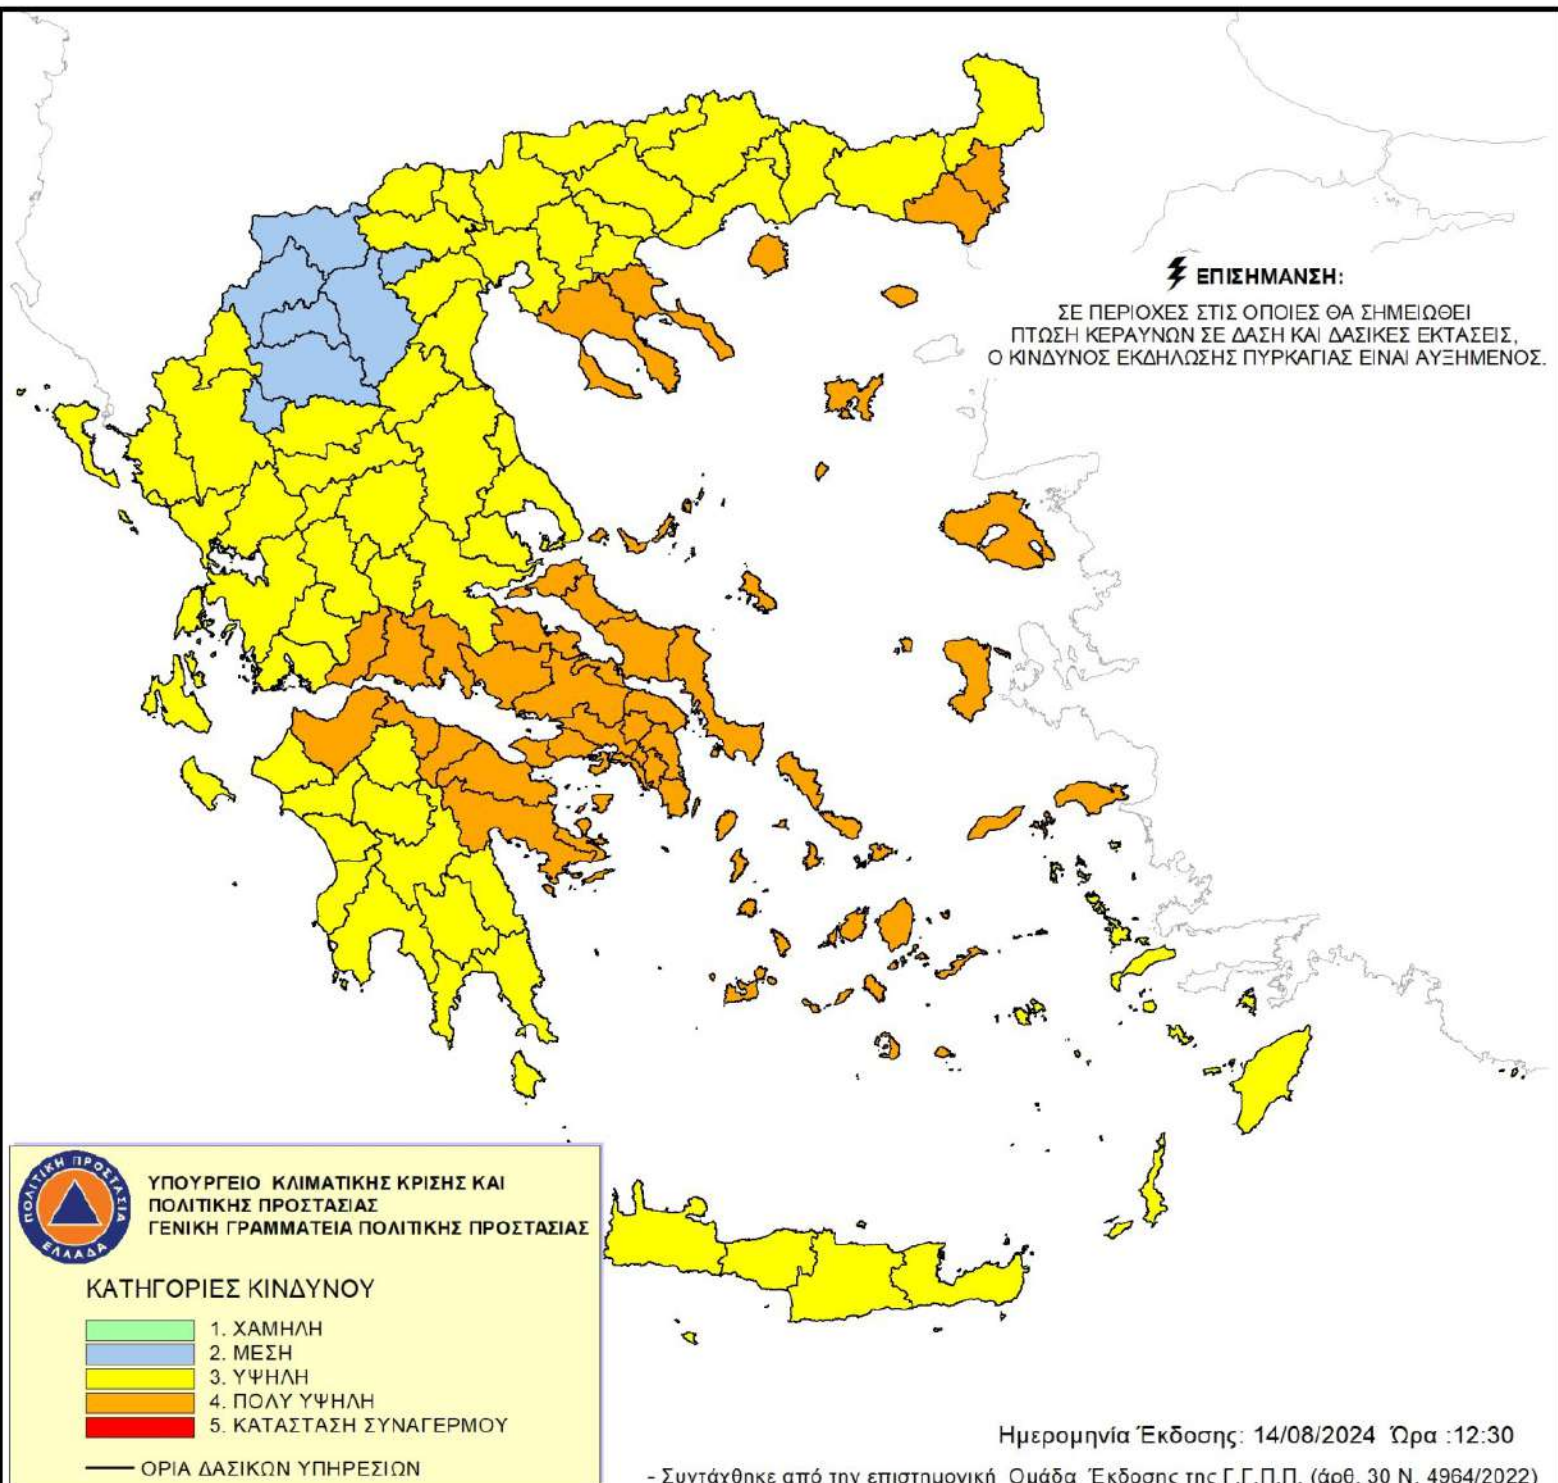 ΕΠΙΣΗΜΑΝΣΗ:
ΣΕ ΠΕΡΙΟΧΕΣ ΣΤΙΣ ΟΠΟΙΕΣ ΘΑ ΣΗΜΕΙΩΘΕΙ
ΠΤΩΣΗ ΚΕΡΑΥΝΩΝ ΣΕ ΔΑΣΗ ΚΑΙ ΔΑΣΙΚΕΣ ΕΚΤΑΣΕΙΣ,
Ο ΚΙΝΔΥΝΟΣ ΕΚΔΗΛΩΣΗΣ ΠΥΡΚΑΓΙΑΣ ΕΙΝΑΙ ΑΥΞΗΜΕΝΟΣ.
ΠΟΛΙΤΙΚΗ ΠΡΟΣΤΑΣΙΑ
ΕΛΛΑΔΑ
ΥΠΟΥΡΓΕΙΟ ΚΛΙΜΑΤΙΚΗΣ ΚΡΙΣΗΣ ΚΑΙ
ΠΟΛΙΤΙΚΗΣ ΠΡΟΣΤΑΣΙΑΣ
ΓΕΝΙΚΗ ΓΡΑΜΜΑΤΕΙΑ ΠΟΛΙΤΙΚΗΣ ΠΡΟΣΤΑΣΙΑΣ
ΚΑΤΗΓΟΡΙΕΣ ΚΙΝΔΥΝΟΥ
1. ΧΑΜΗΛΗ
2. ΜΕΣΗ
3. ΥΨΗΛΗ
4. ΠΟΛΥ ΥΨΗΛΗ
5. ΚΑΤΑΣΤΑΣΗ ΣΥΝΑΓΕΡΜΟΥ
ΟΡΙΑ ΔΑΣΙΚΩΝ ΥΠΗΡΕΣΙΩΝ
Ημερομηνία Έκδοσης: 14/08/2024 Ώρα :12:30
- Συντάχθηκε από την επιστημονική Ομάδα Έκδοσης της Γ.Γ.Π.Π. (άρθ. 30 Ν. 4964/2022)